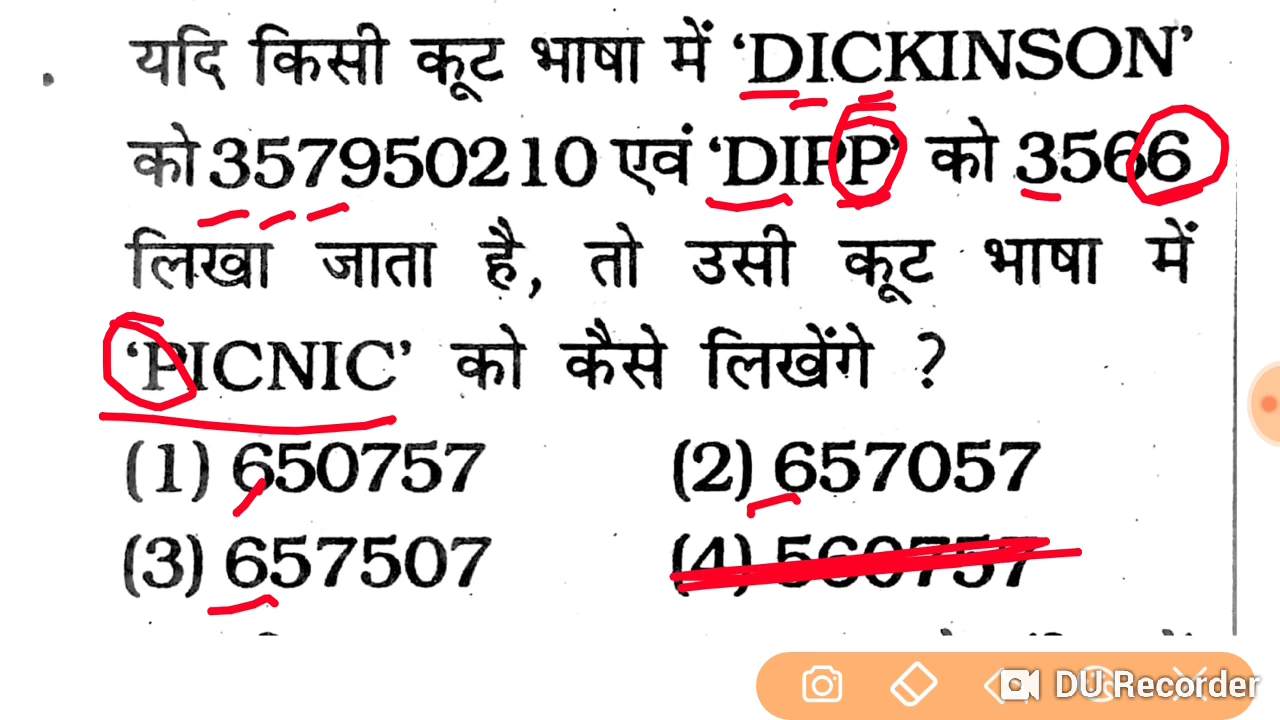 यदि किसी कूट भाषा में ‘DICKINSON’
को 357950210 एवं ‘DIPP’ को 3566
लिखा जाता है, तो उसी कूट भाषा में
‘PICNIC’ को कैसे लिखेंगे ?
(1) 650757 (2) 657057
(3) 657507 (4) 560757
DU Recorder